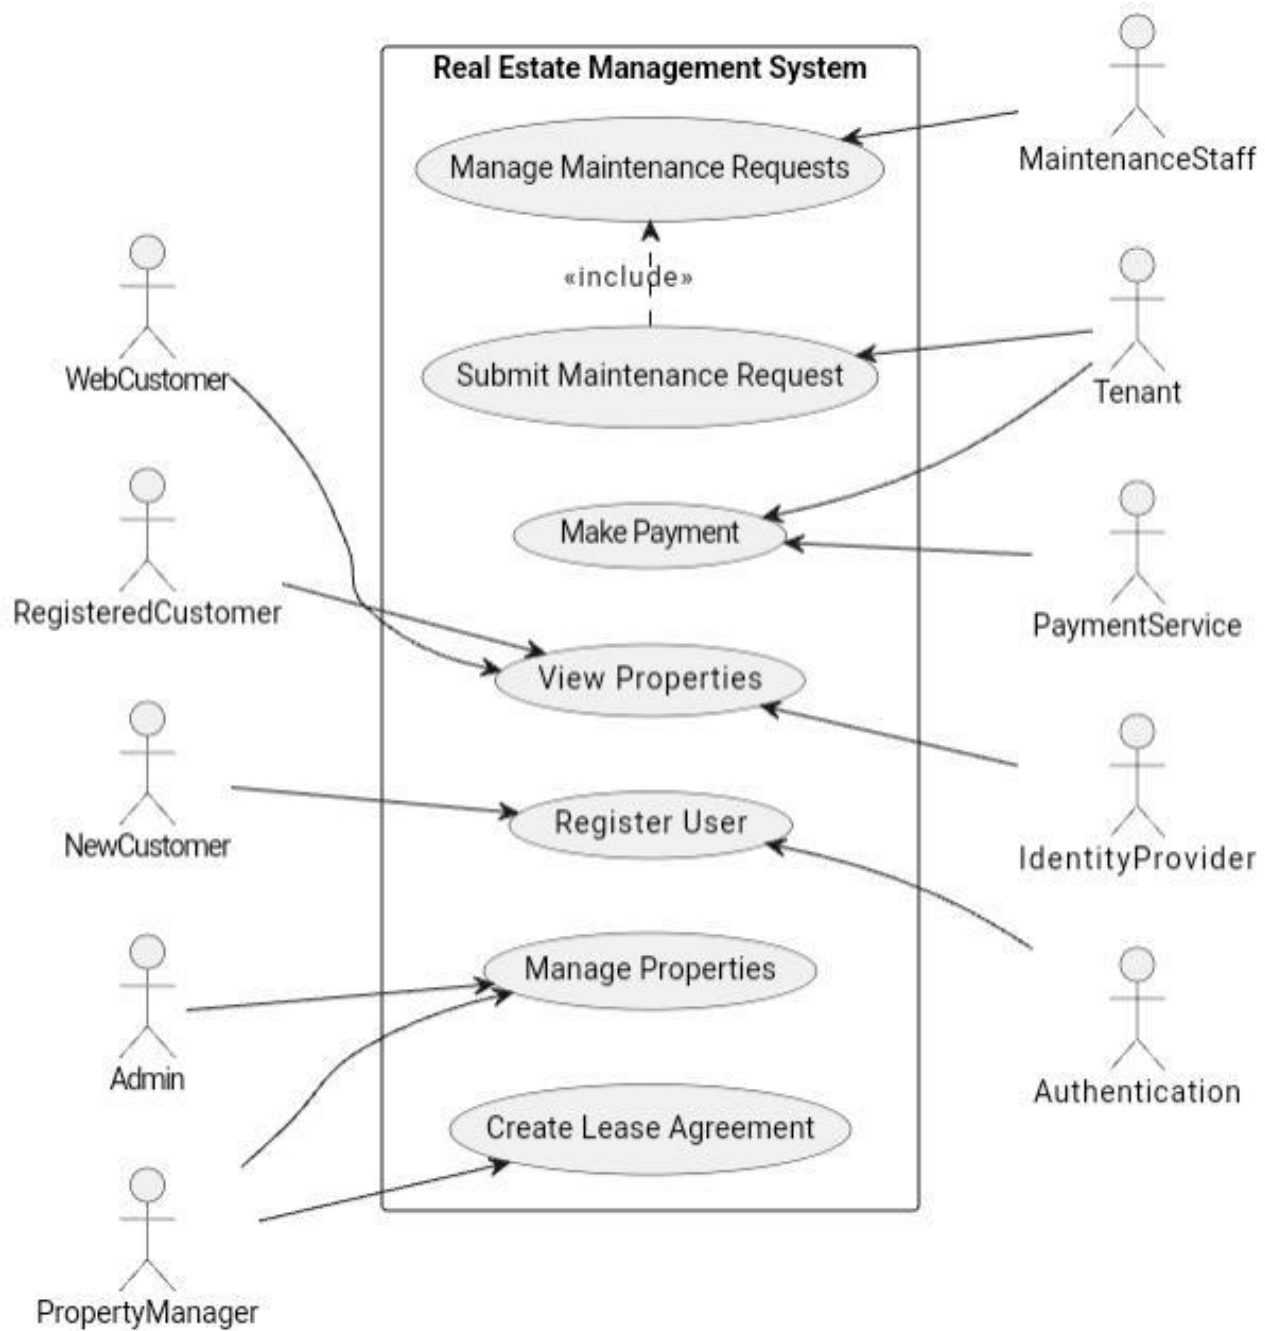 Real Estate Management System
Manage Maintenance Requests
MaintenanceStaff
«include»
WebCustomer
Submit Maintenance Request
Tenant
Make Payment
RegisteredCustomer
PaymentService
View Properties
NewCustomer
Register User
IdentityProvider
Manage Properties
Admin
Authentication
Create Lease Agreement
PropertyManager